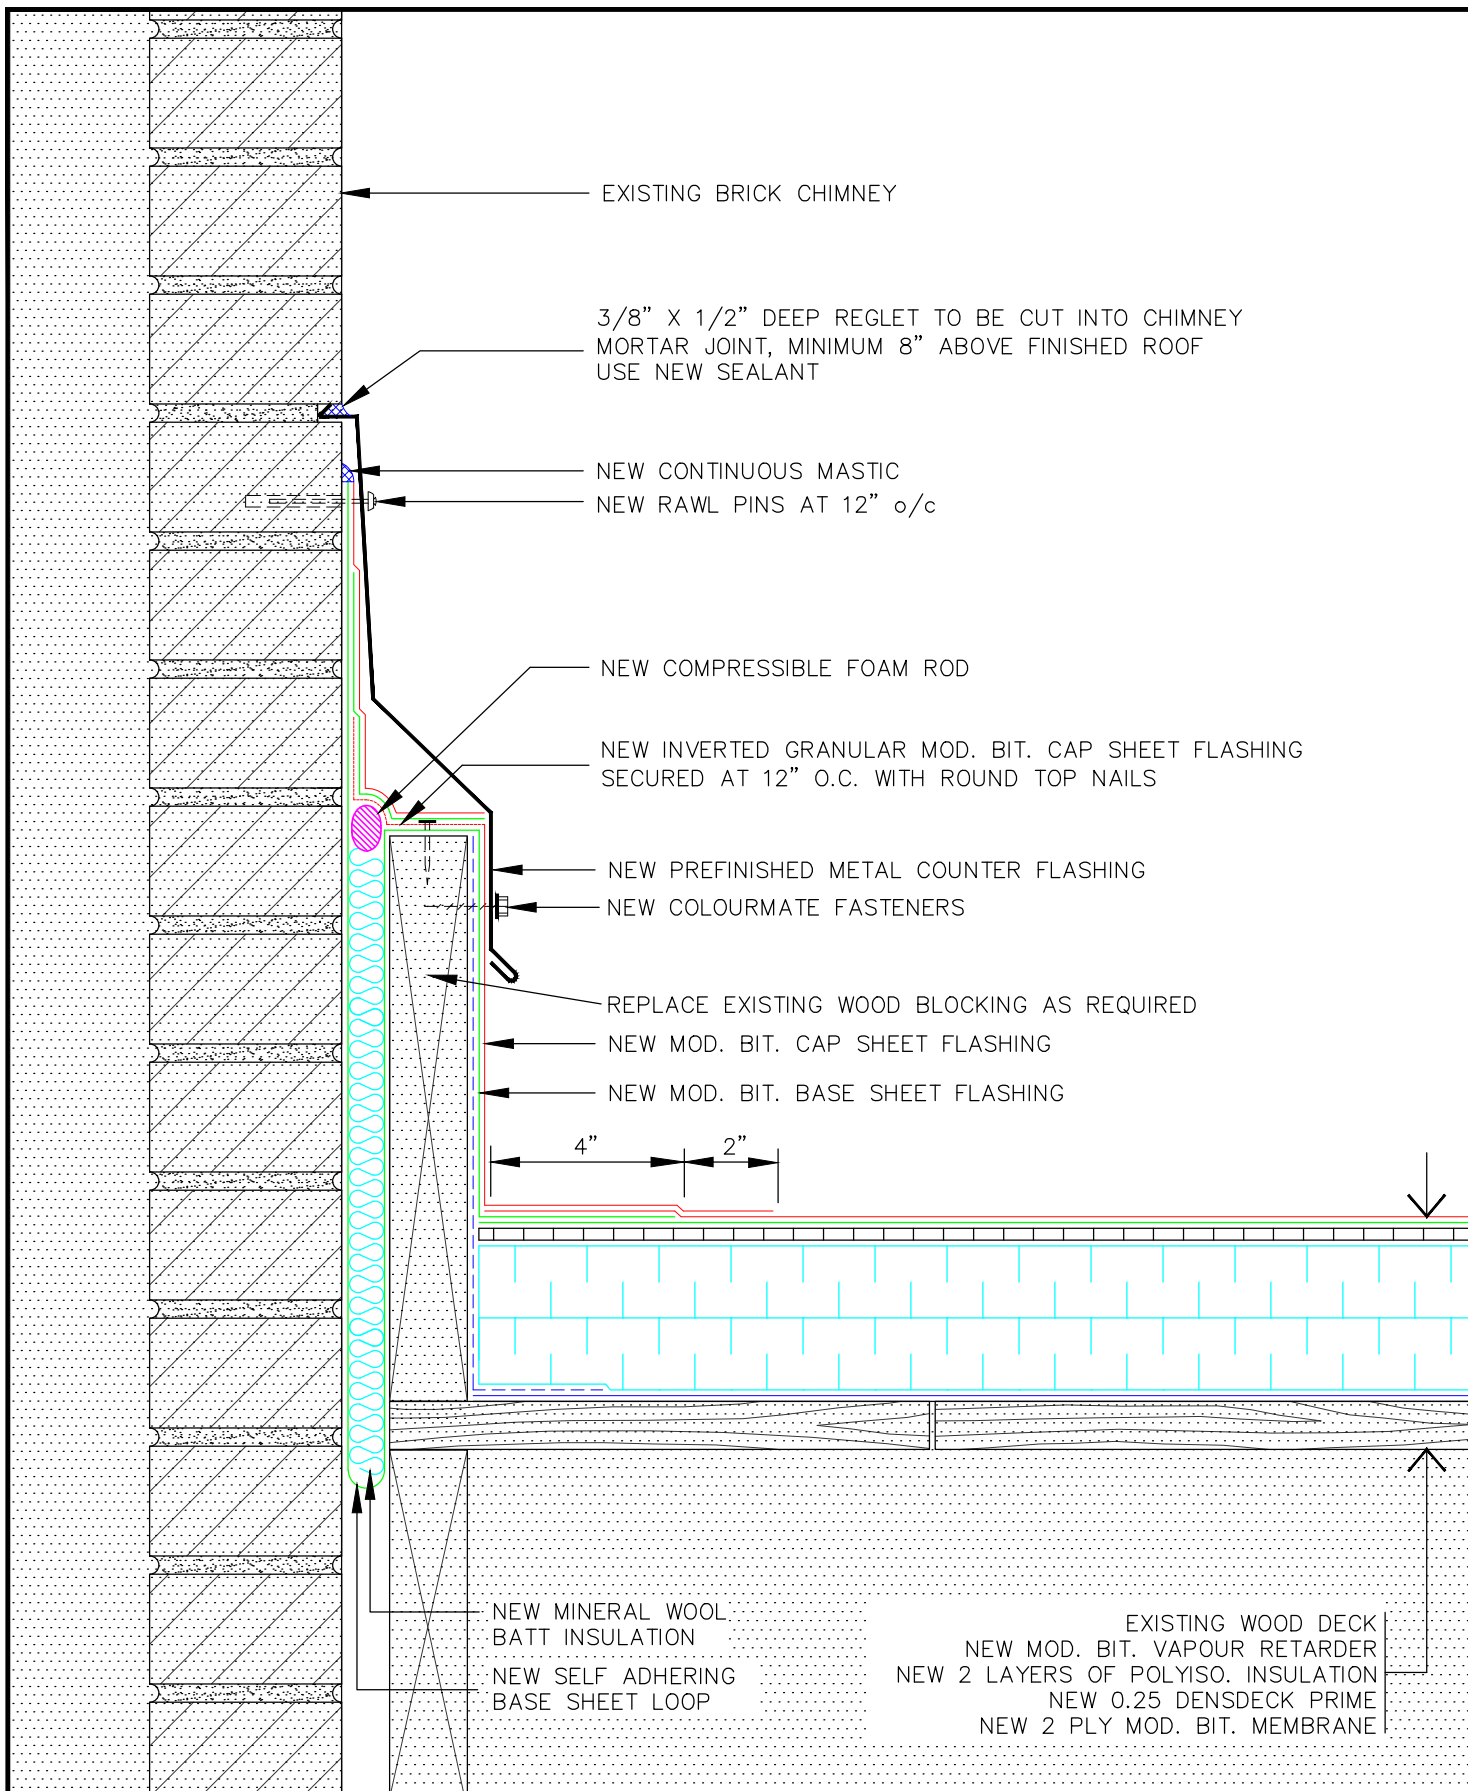 EXISTING BRICK CHIMNEY
3/8” X 1/2” DEEP REGLET TO BE CUT INTO CHIMNEY
MORTAR JOINT, MINIMUM 8” ABOVE FINISHED ROOF
USE NEW SEALANT
NEW CONTINUOUS MASTIC
NEW RAWL PINS AT 12” o/c
NEW COMPRESSIBLE FOAM ROD
NEW INVERTED GRANULAR MOD. BIT. CAP SHEET FLASHING
SECURED AT 12” O.C. WITH ROUND TOP NAILS
NEW PREFINISHED METAL COUNTER FLASHING
NEW COLOURMATE FASTENERS
REPLACE EXISTING WOOD BLOCKING AS REQUIRED
NEW MOD. BIT. CAP SHEET FLASHING
NEW MOD. BIT. BASE SHEET FLASHING
4” 2”
NEW MINERAL WOOL
BATT INSULATION
NEW SELF ADHERING
BASE SHEET LOOP
EXISTING WOOD DECK
NEW MOD. BIT. VAPOUR RETARDER
NEW 2 LAYERS OF POLYISO. INSULATION
NEW 0.25 DENSDECK PRIME
NEW 2 PLY MOD. BIT. MEMBRANE